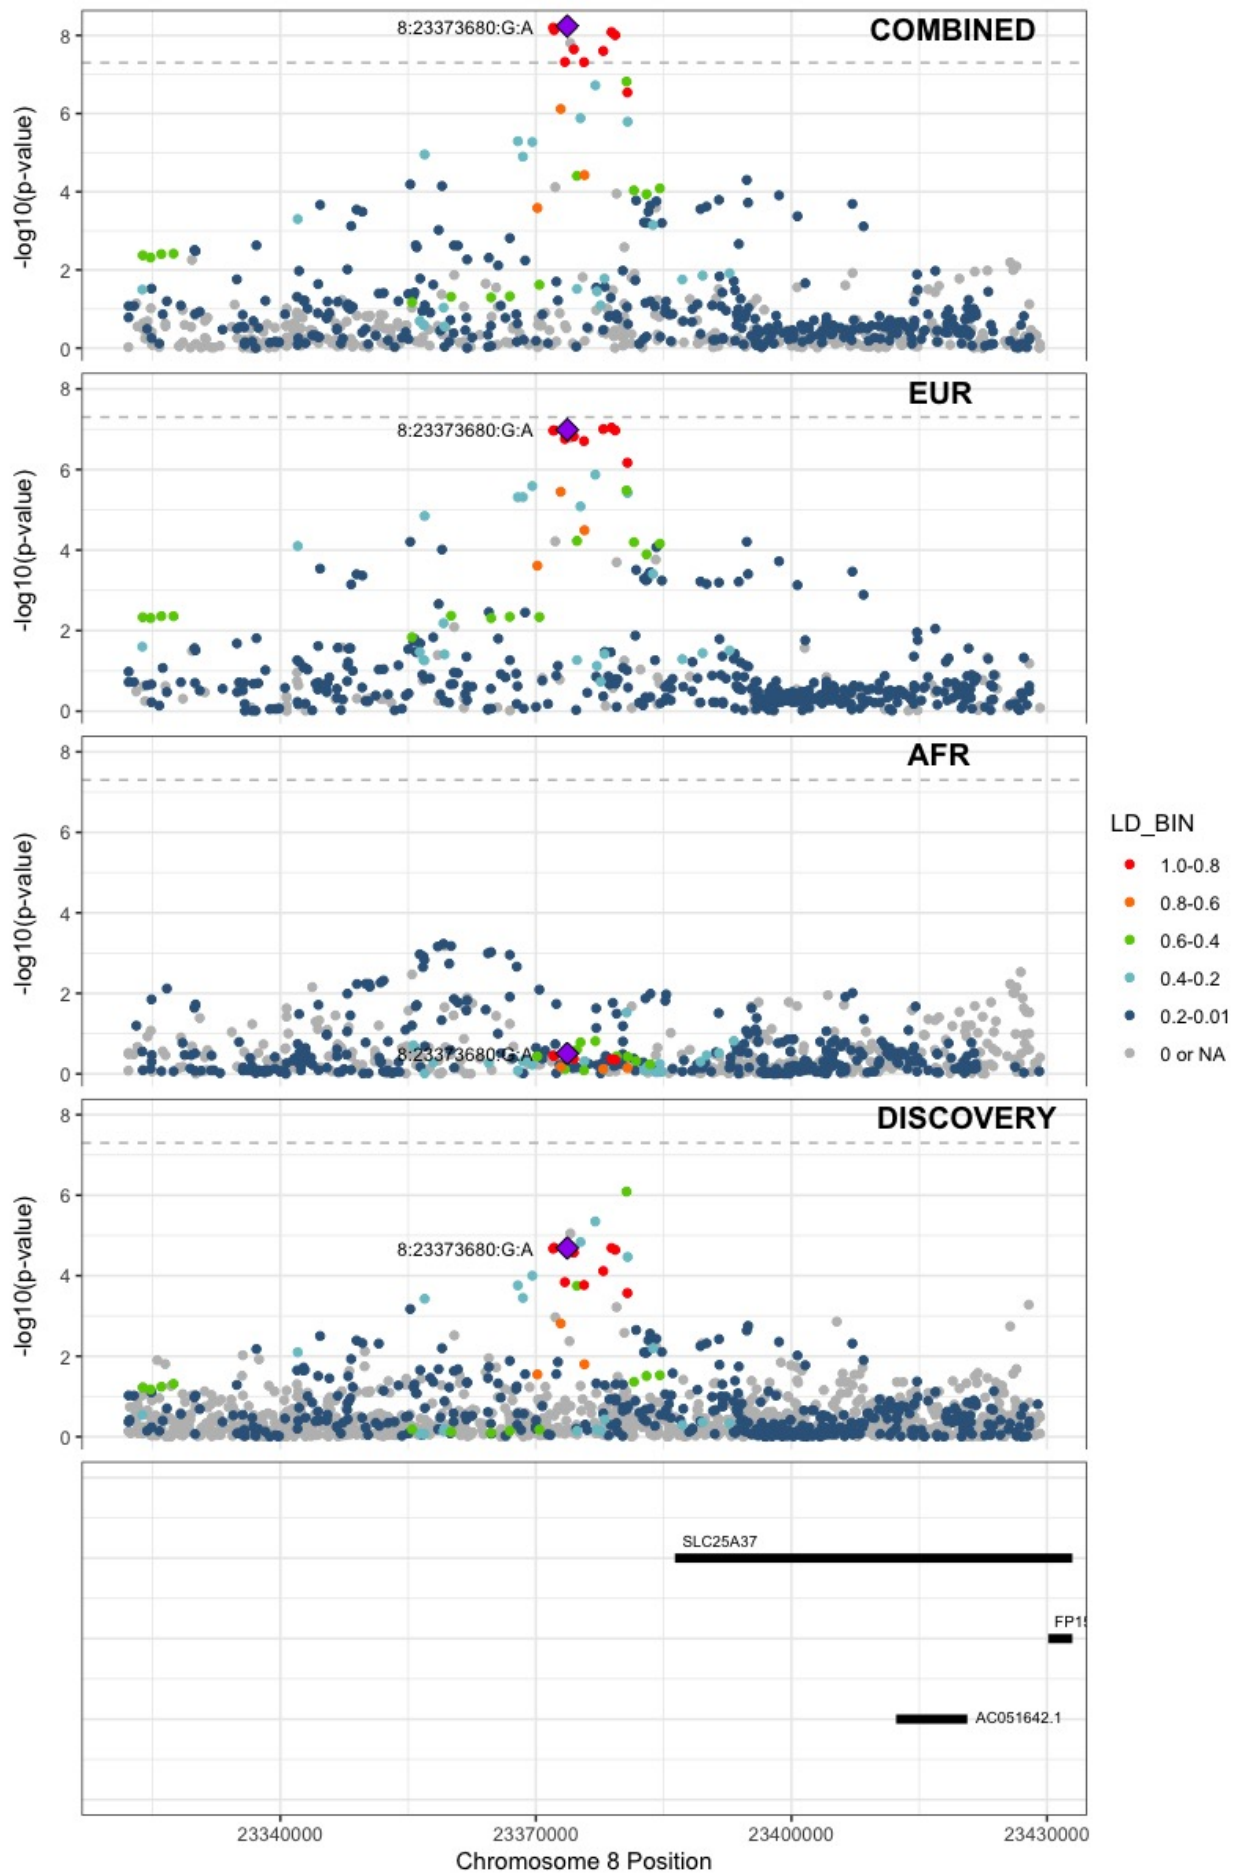 COMBINED
8:23373680:G:A
8
6
4
2
0
-log10(p-value)
EUR
8:23373680:G:A
8
6
4
2
0
-log10(p-value)
AFR
8:23373680:G:A
8
6
4
2
0
-log10(p-value)
DISCOVERY
8:23373680:G:A
8
6
4
2
0
-log10(p-value)
LD_BIN
1.0-0.8
0.8-0.6
0.6-0.4
0.4-0.2
0.2-0.01
0 or NA
SLC25A37
AC051642.1
23340000 23370000 23400000 23430000
Chromosome 8 Position